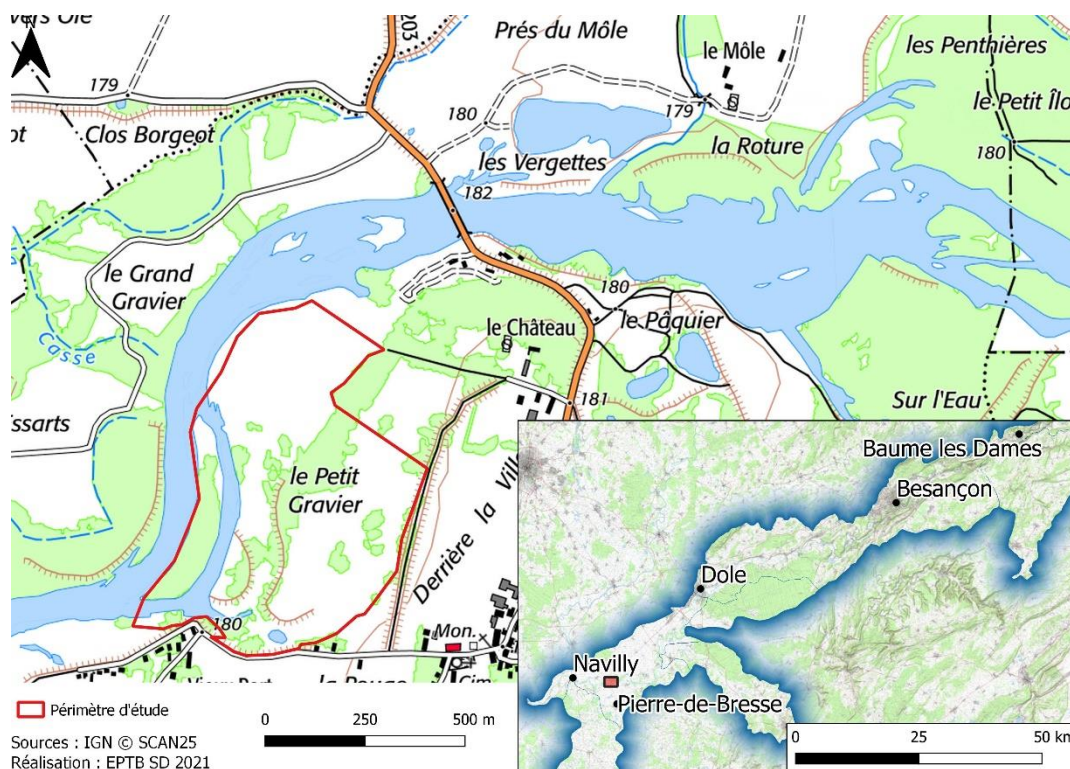 N
Prés du Môle
le Môle
les Penthières
le Petit Îlo
179
Clos Borgeot
180
179
les Vergettes
la Roture
180
182
le Grand
Gravier
Casse
180
le Pâquier
le Château
181
Sur l'Eau
ssarts
le Petit
Gravier
Derrière la Vill
180
Mon.
Cim
Périmètre d'étude
0 250 500 m
Sources : IGN © SCAN25
Réalisation : EPTB SD 2021
Baume les Dames
Besançon
Dole
Navilly
Pierre-de-Bresse
0 25 50 km